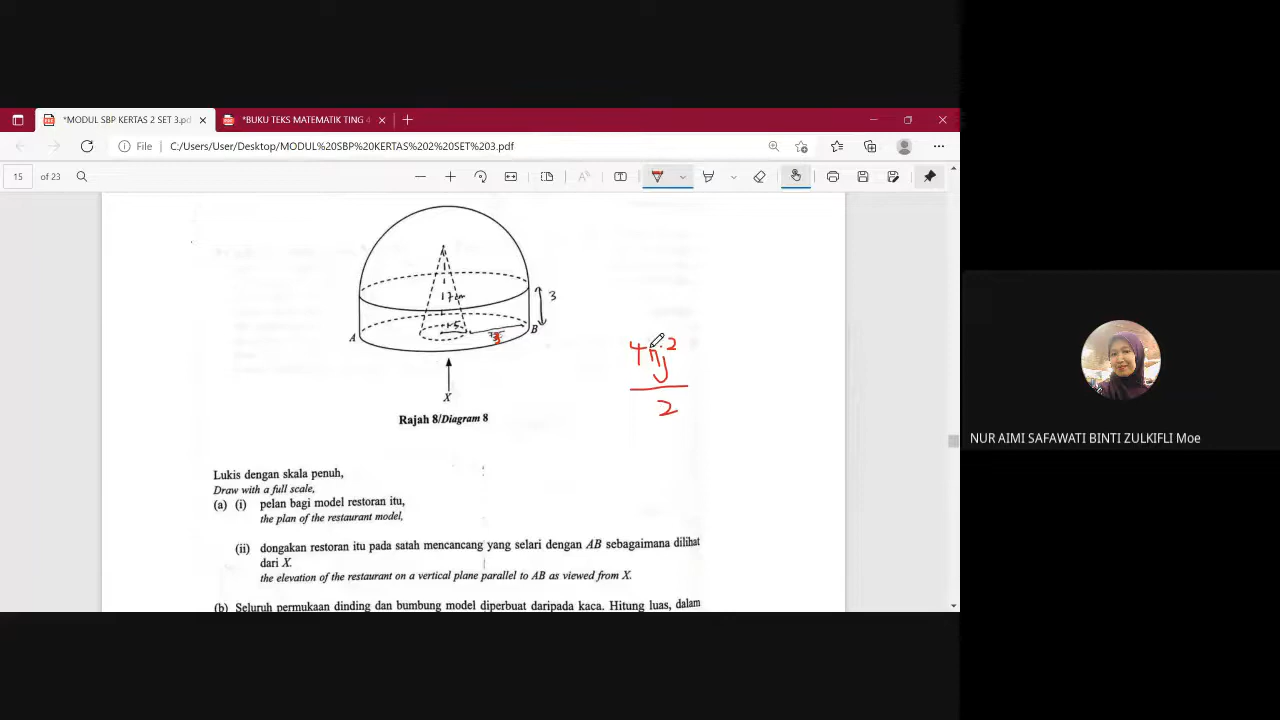 *MODUL SBP KERTAS 2 SET 3.pd
*BUKU TEKS MATEMATIK TING 4
File
C:/Users/User/Desktop/MODUL%20SBP%20KERTAS%202%20SET%203.pdf
15 of 23
17cm
1.5
3
A
B
X
4πj²
2
Rajah 8/Diagram 8
NUR AIMI SAFAWATI BINTI ZULKIFLI Moe
Lukis dengan skala penuh,
Draw with a full scale,
(a) (i) pelan bagi model restoran itu,
the plan of the restaurant model,
(ii) dongakan restoran itu pada satah mencancang yang selari dengan AB sebagaimana dilihat
dari X.
the elevation of the restaurant on a vertical plane parallel to AB as viewed from X.
(b) Seluruh permukaan dinding dan bumbung model diperbuat daripada kaca. Hitung luas, dalam